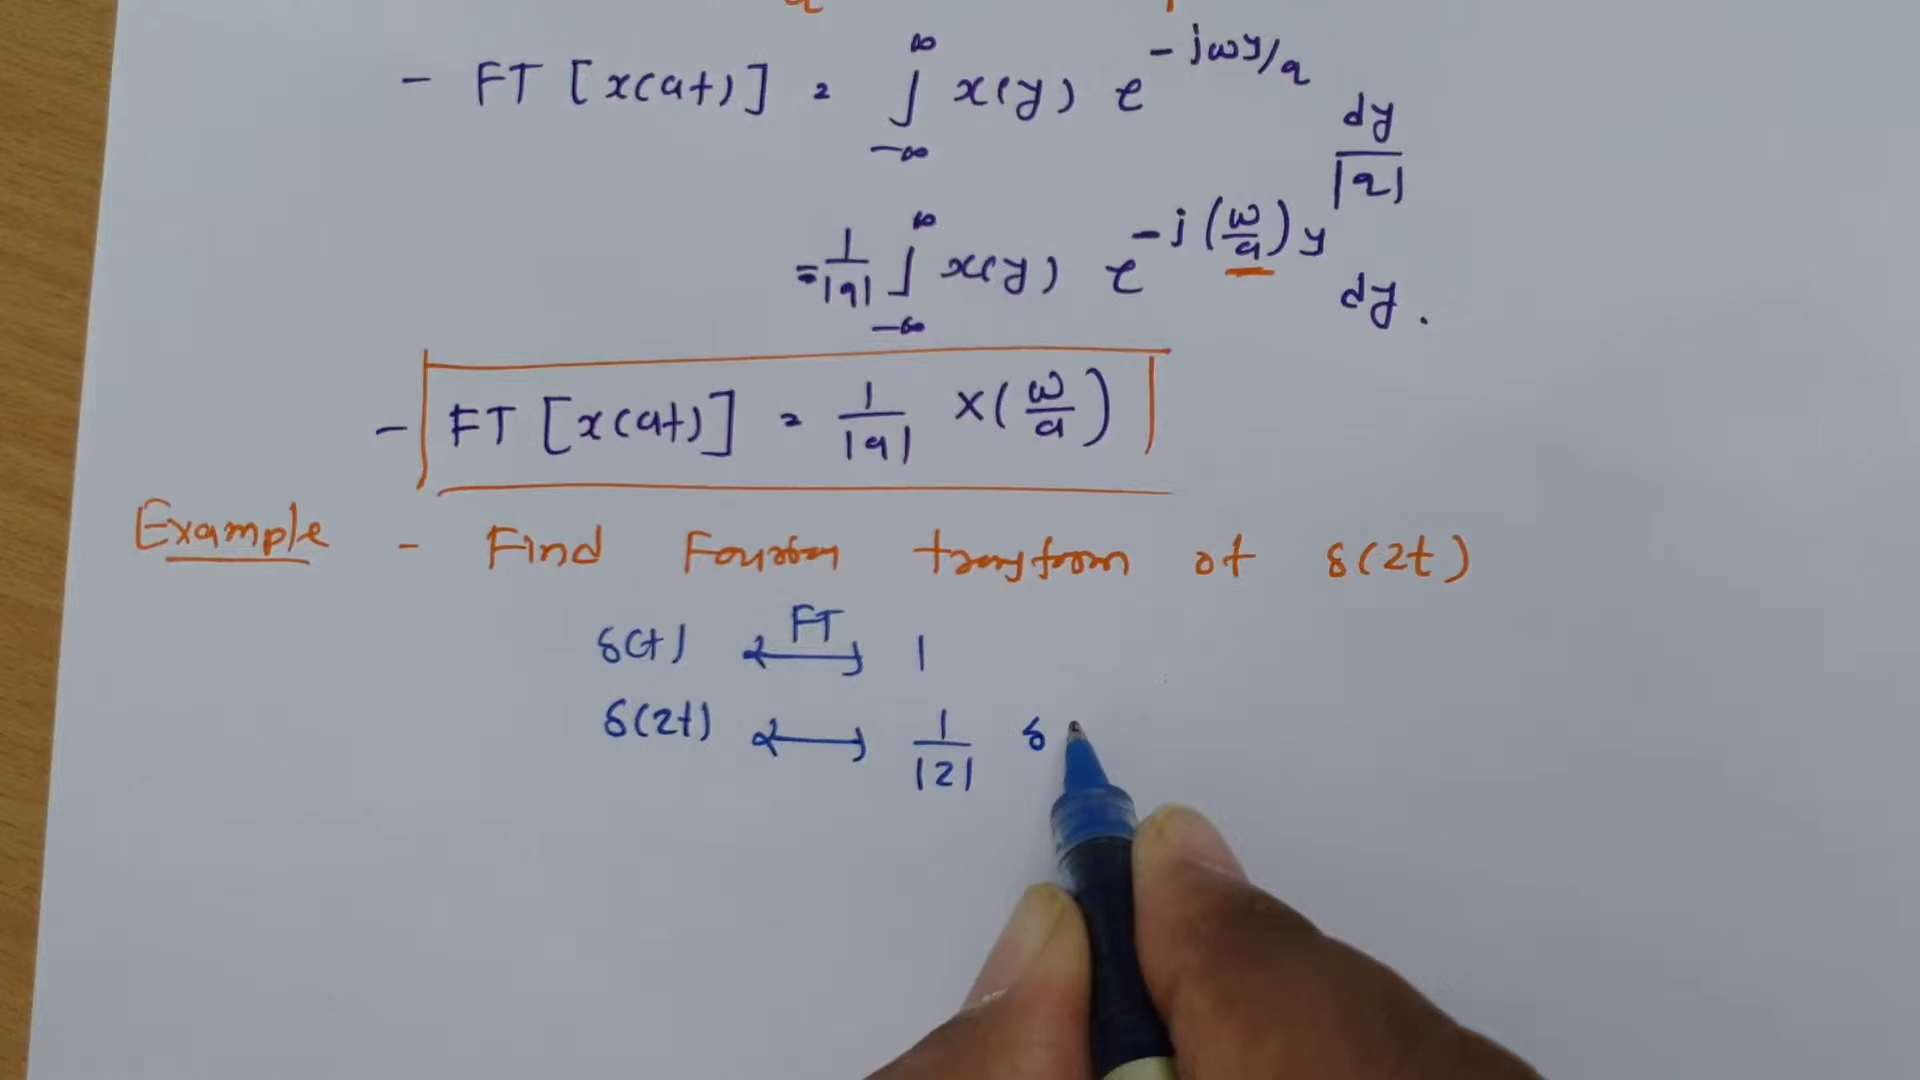 - FT [x(at)] = ∫_{-∞}^{∞} x(y) e^{-jωy/a} dy/|a|
= 1/|a| ∫_{-∞}^{∞} x(y) e^{-j(ω/a)y} dy.
- FT [x(at)] = 1/|a| X(ω/a)
Example - Find Fourier transform of δ(2t)
δ(t) ⟷^{FT} 1
δ(2t) ⟷ 1/|2| δ